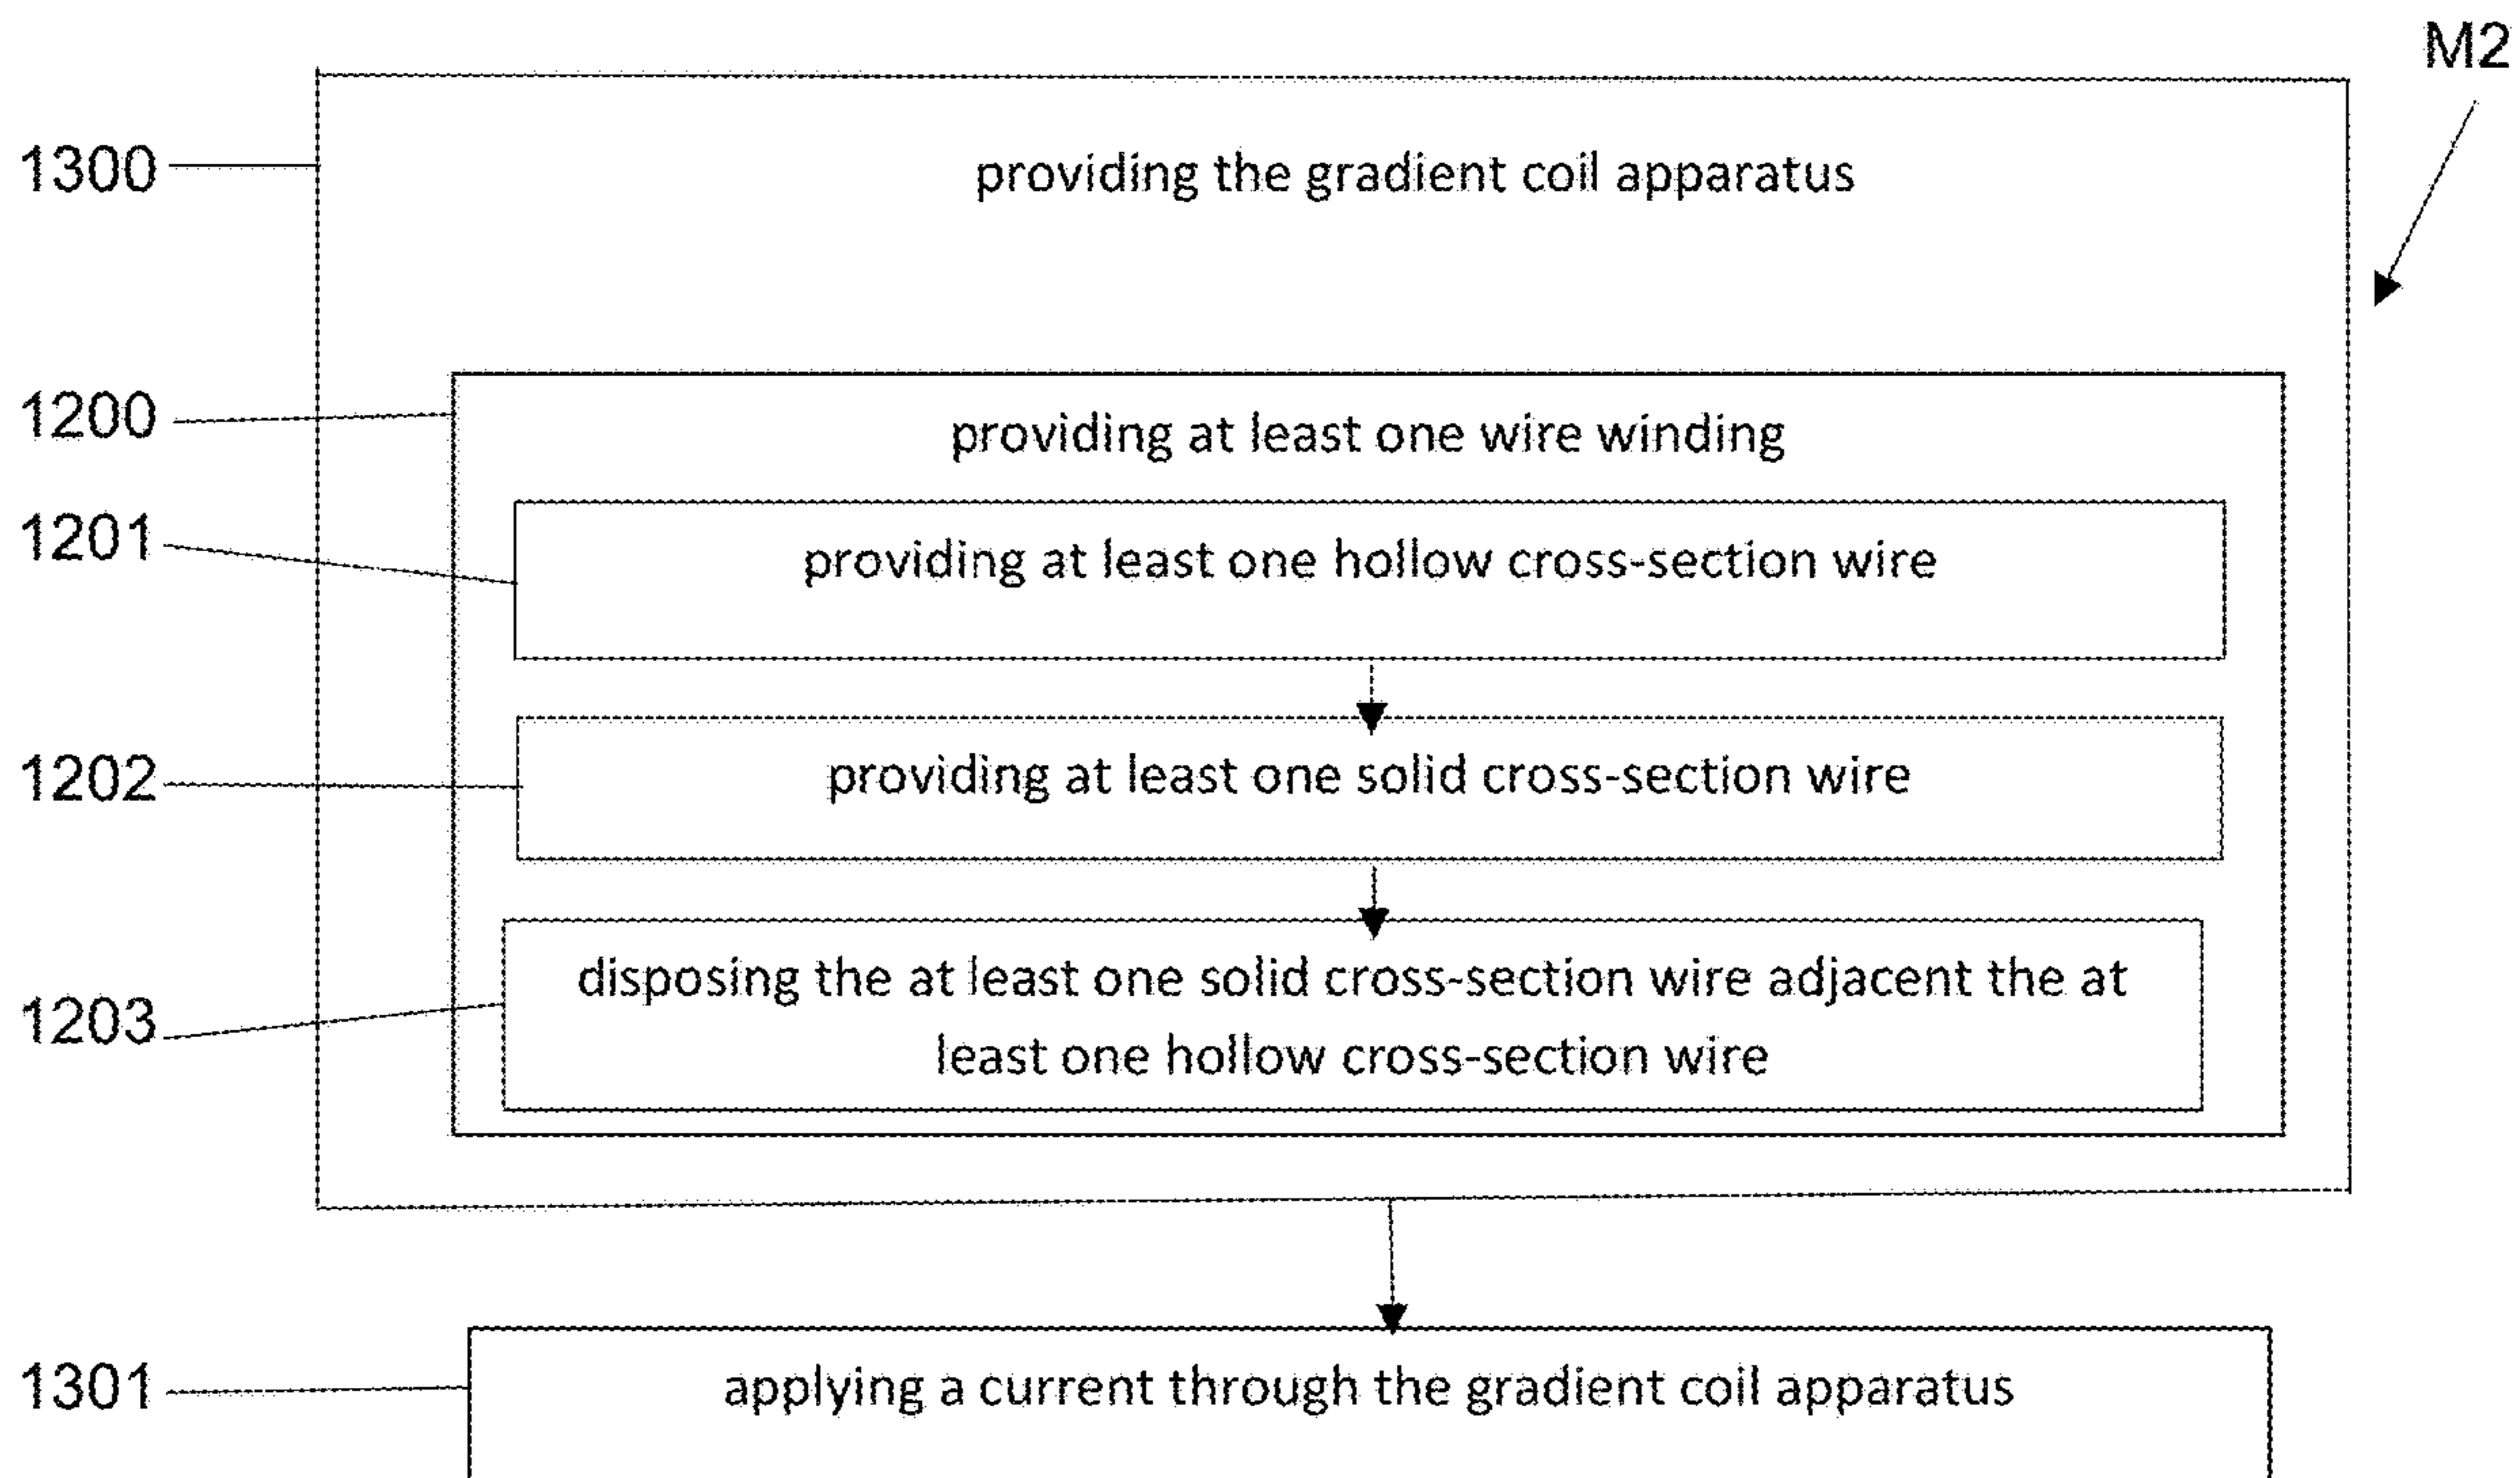 M2
1300
providing the gradient coil apparatus
1200
providing at least one wire winding
1201
providing at least one hollow cross-section wire
1202
providing at least one solid cross-section wire
1203
disposing the at least one solid cross-section wire adjacent the at
least one hollow cross-section wire
1301
applying a current through the gradient coil apparatus